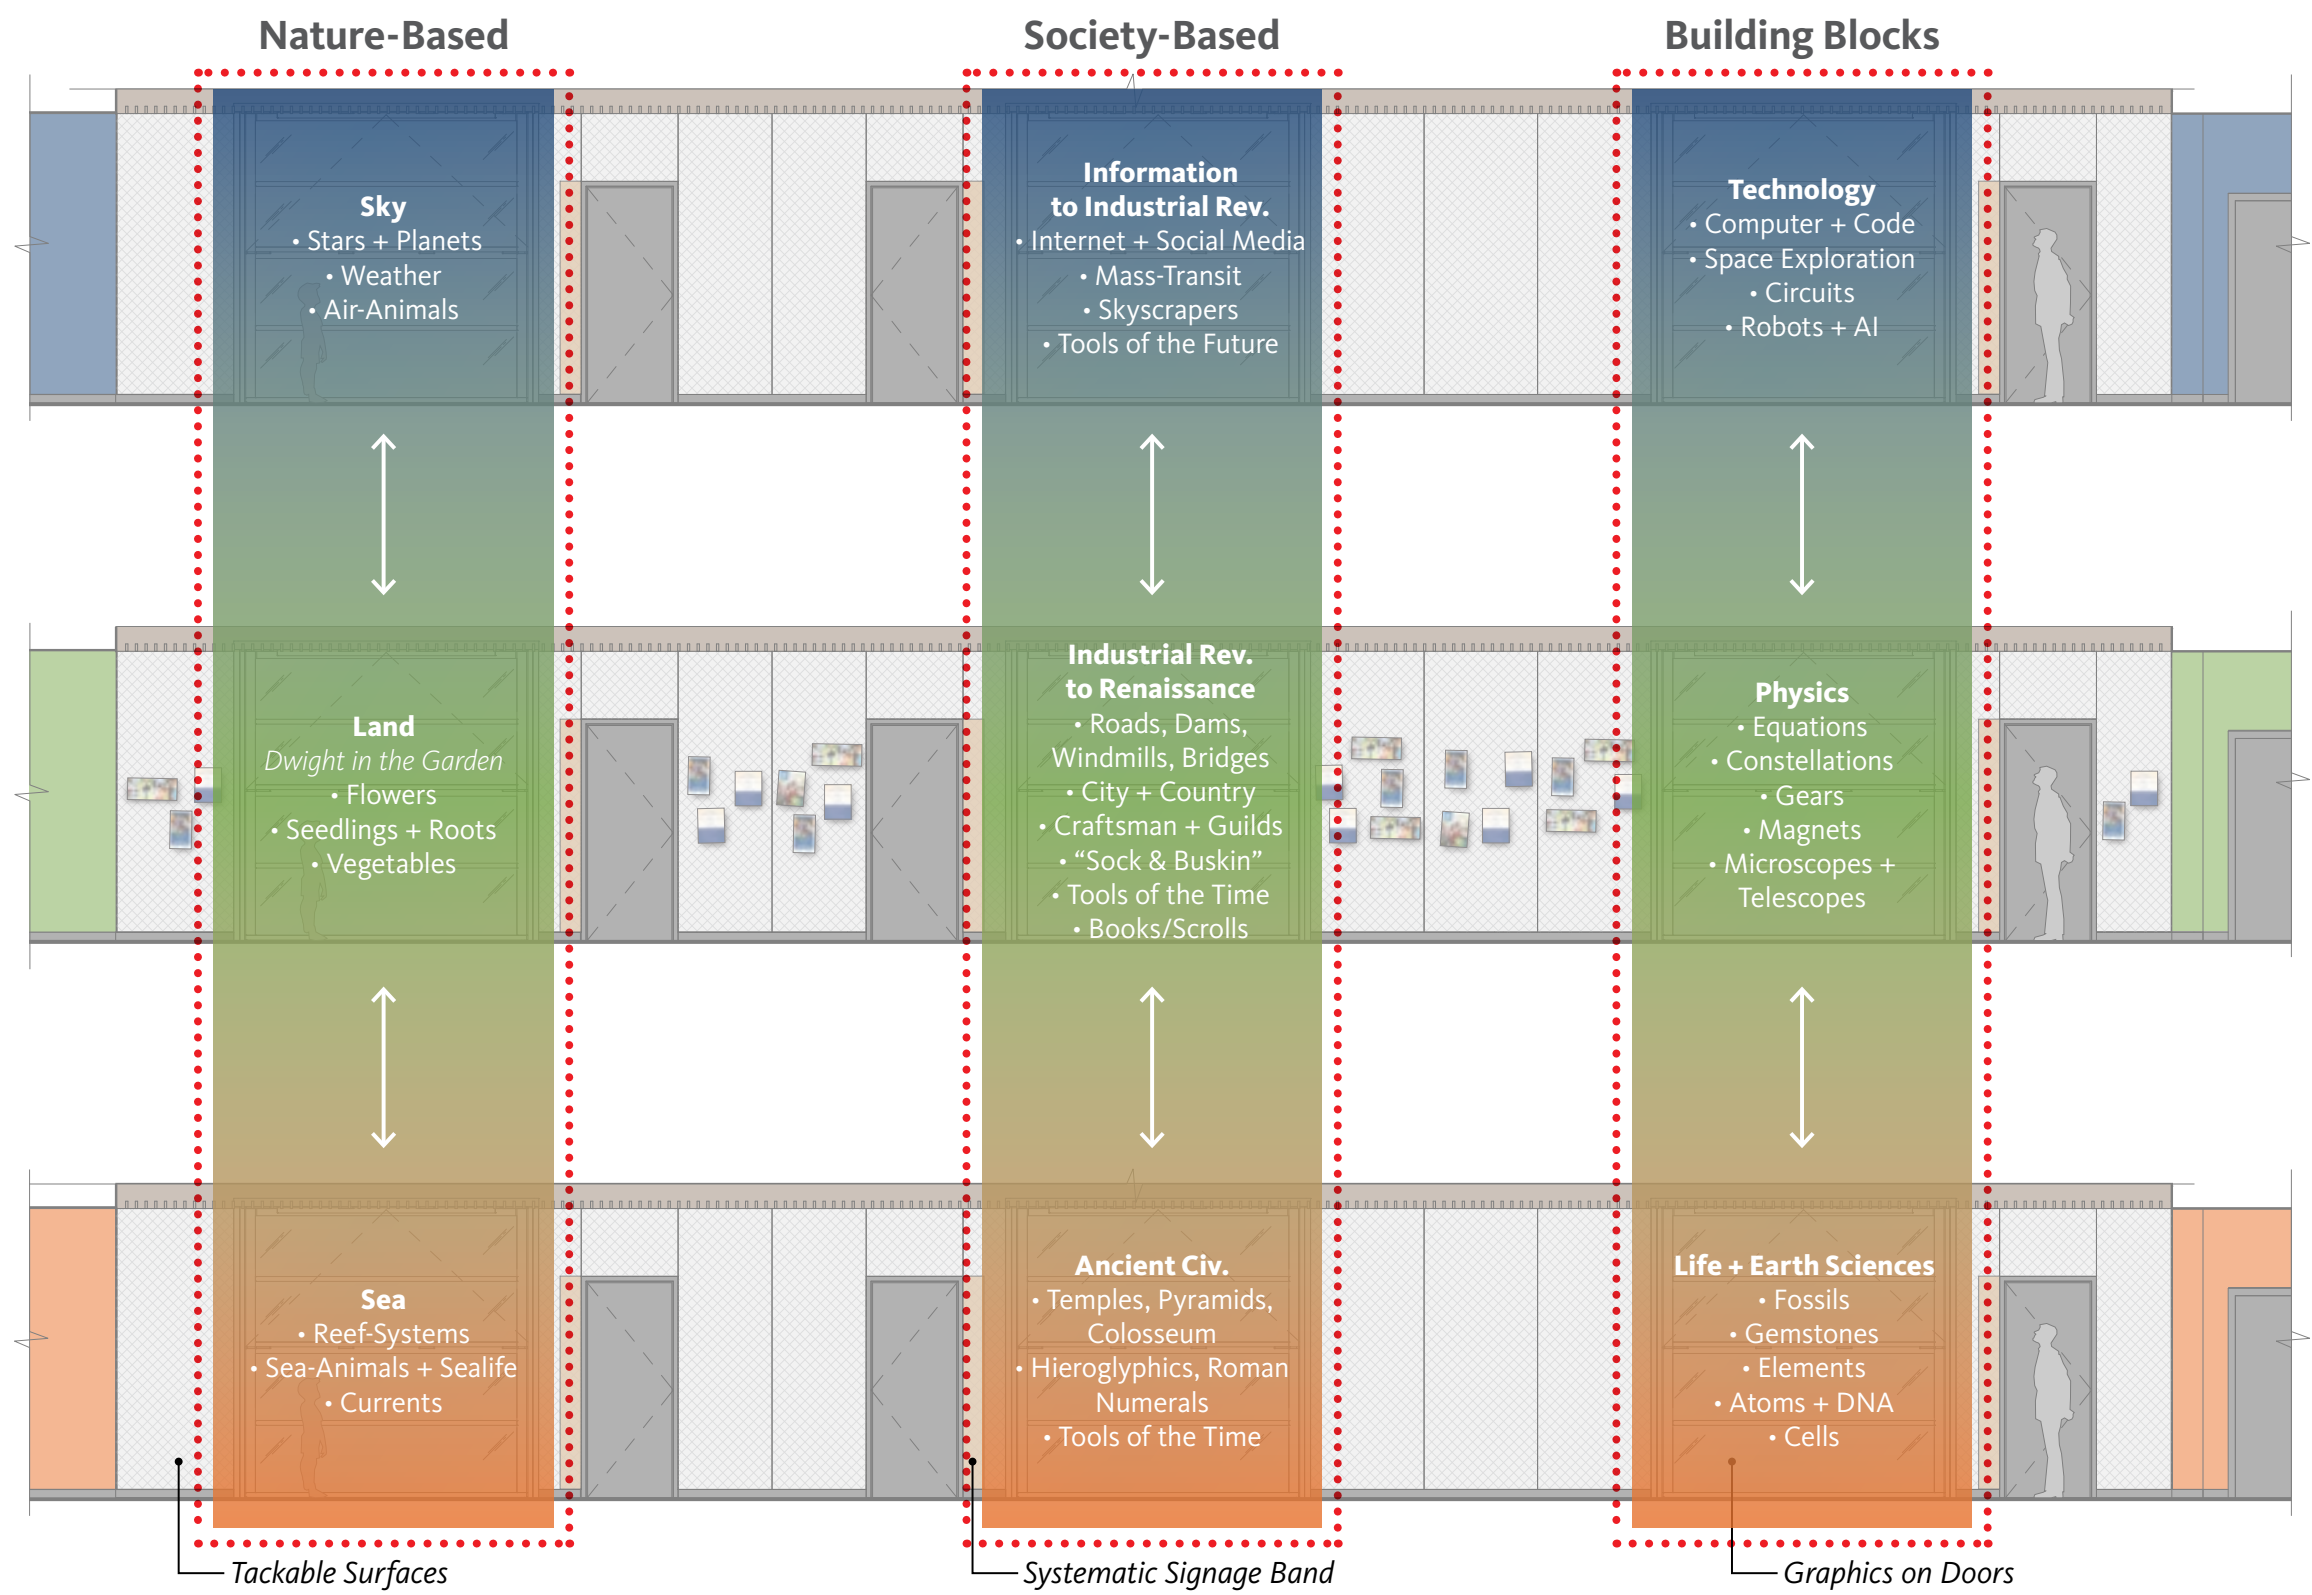 Nature-Based
Society-Based
Building Blocks
Sky
• Stars + Planets
• Weather
• Air-Animals
Information
to Industrial Rev.
• Internet + Social Media
• Mass-Transit
• Skyscrapers
• Tools of the Future
Technology
• Computer + Code
• Space Exploration
• Circuits
• Robots + AI
Land
Dwight in the Garden
• Flowers
• Seedlings + Roots
• Vegetables
Industrial Rev.
to Renaissance
• Roads, Dams,
Windmills, Bridges
• City + Country
• Craftsman + Guilds
• “Sock & Buskin”
• Tools of the Time
• Books/Scrolls
Physics
• Equations
• Constellations
• Gears
• Magnets
• Microscopes +
Telescopes
Sea
• Reef-Systems
• Sea-Animals + Sealife
• Currents
Ancient Civ.
• Temples, Pyramids,
Colosseum
• Hieroglyphics, Roman
Numerals
• Tools of the Time
Life + Earth Sciences
• Fossils
• Gemstones
• Elements
• Atoms + DNA
• Cells
Tackable Surfaces
Systematic Signage Band
Graphics on Doors